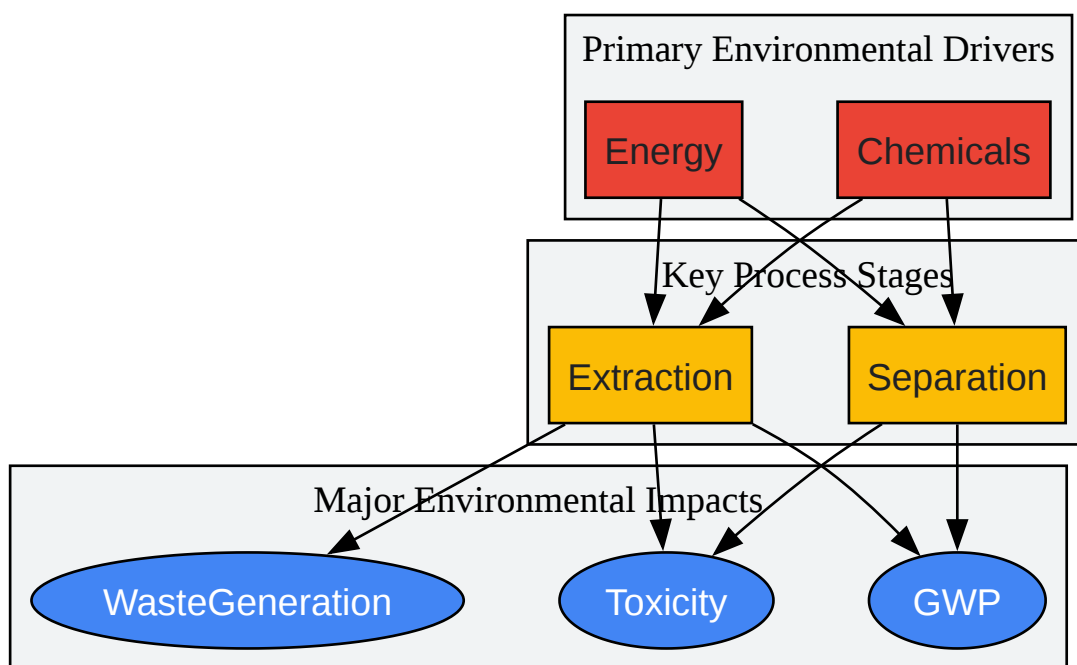 Primary Environmental Drivers
Energy
Chemicals
Key Process Stages
Extraction
Separation
Major Environmental Impacts
WasteGeneration
Toxicity
GWP